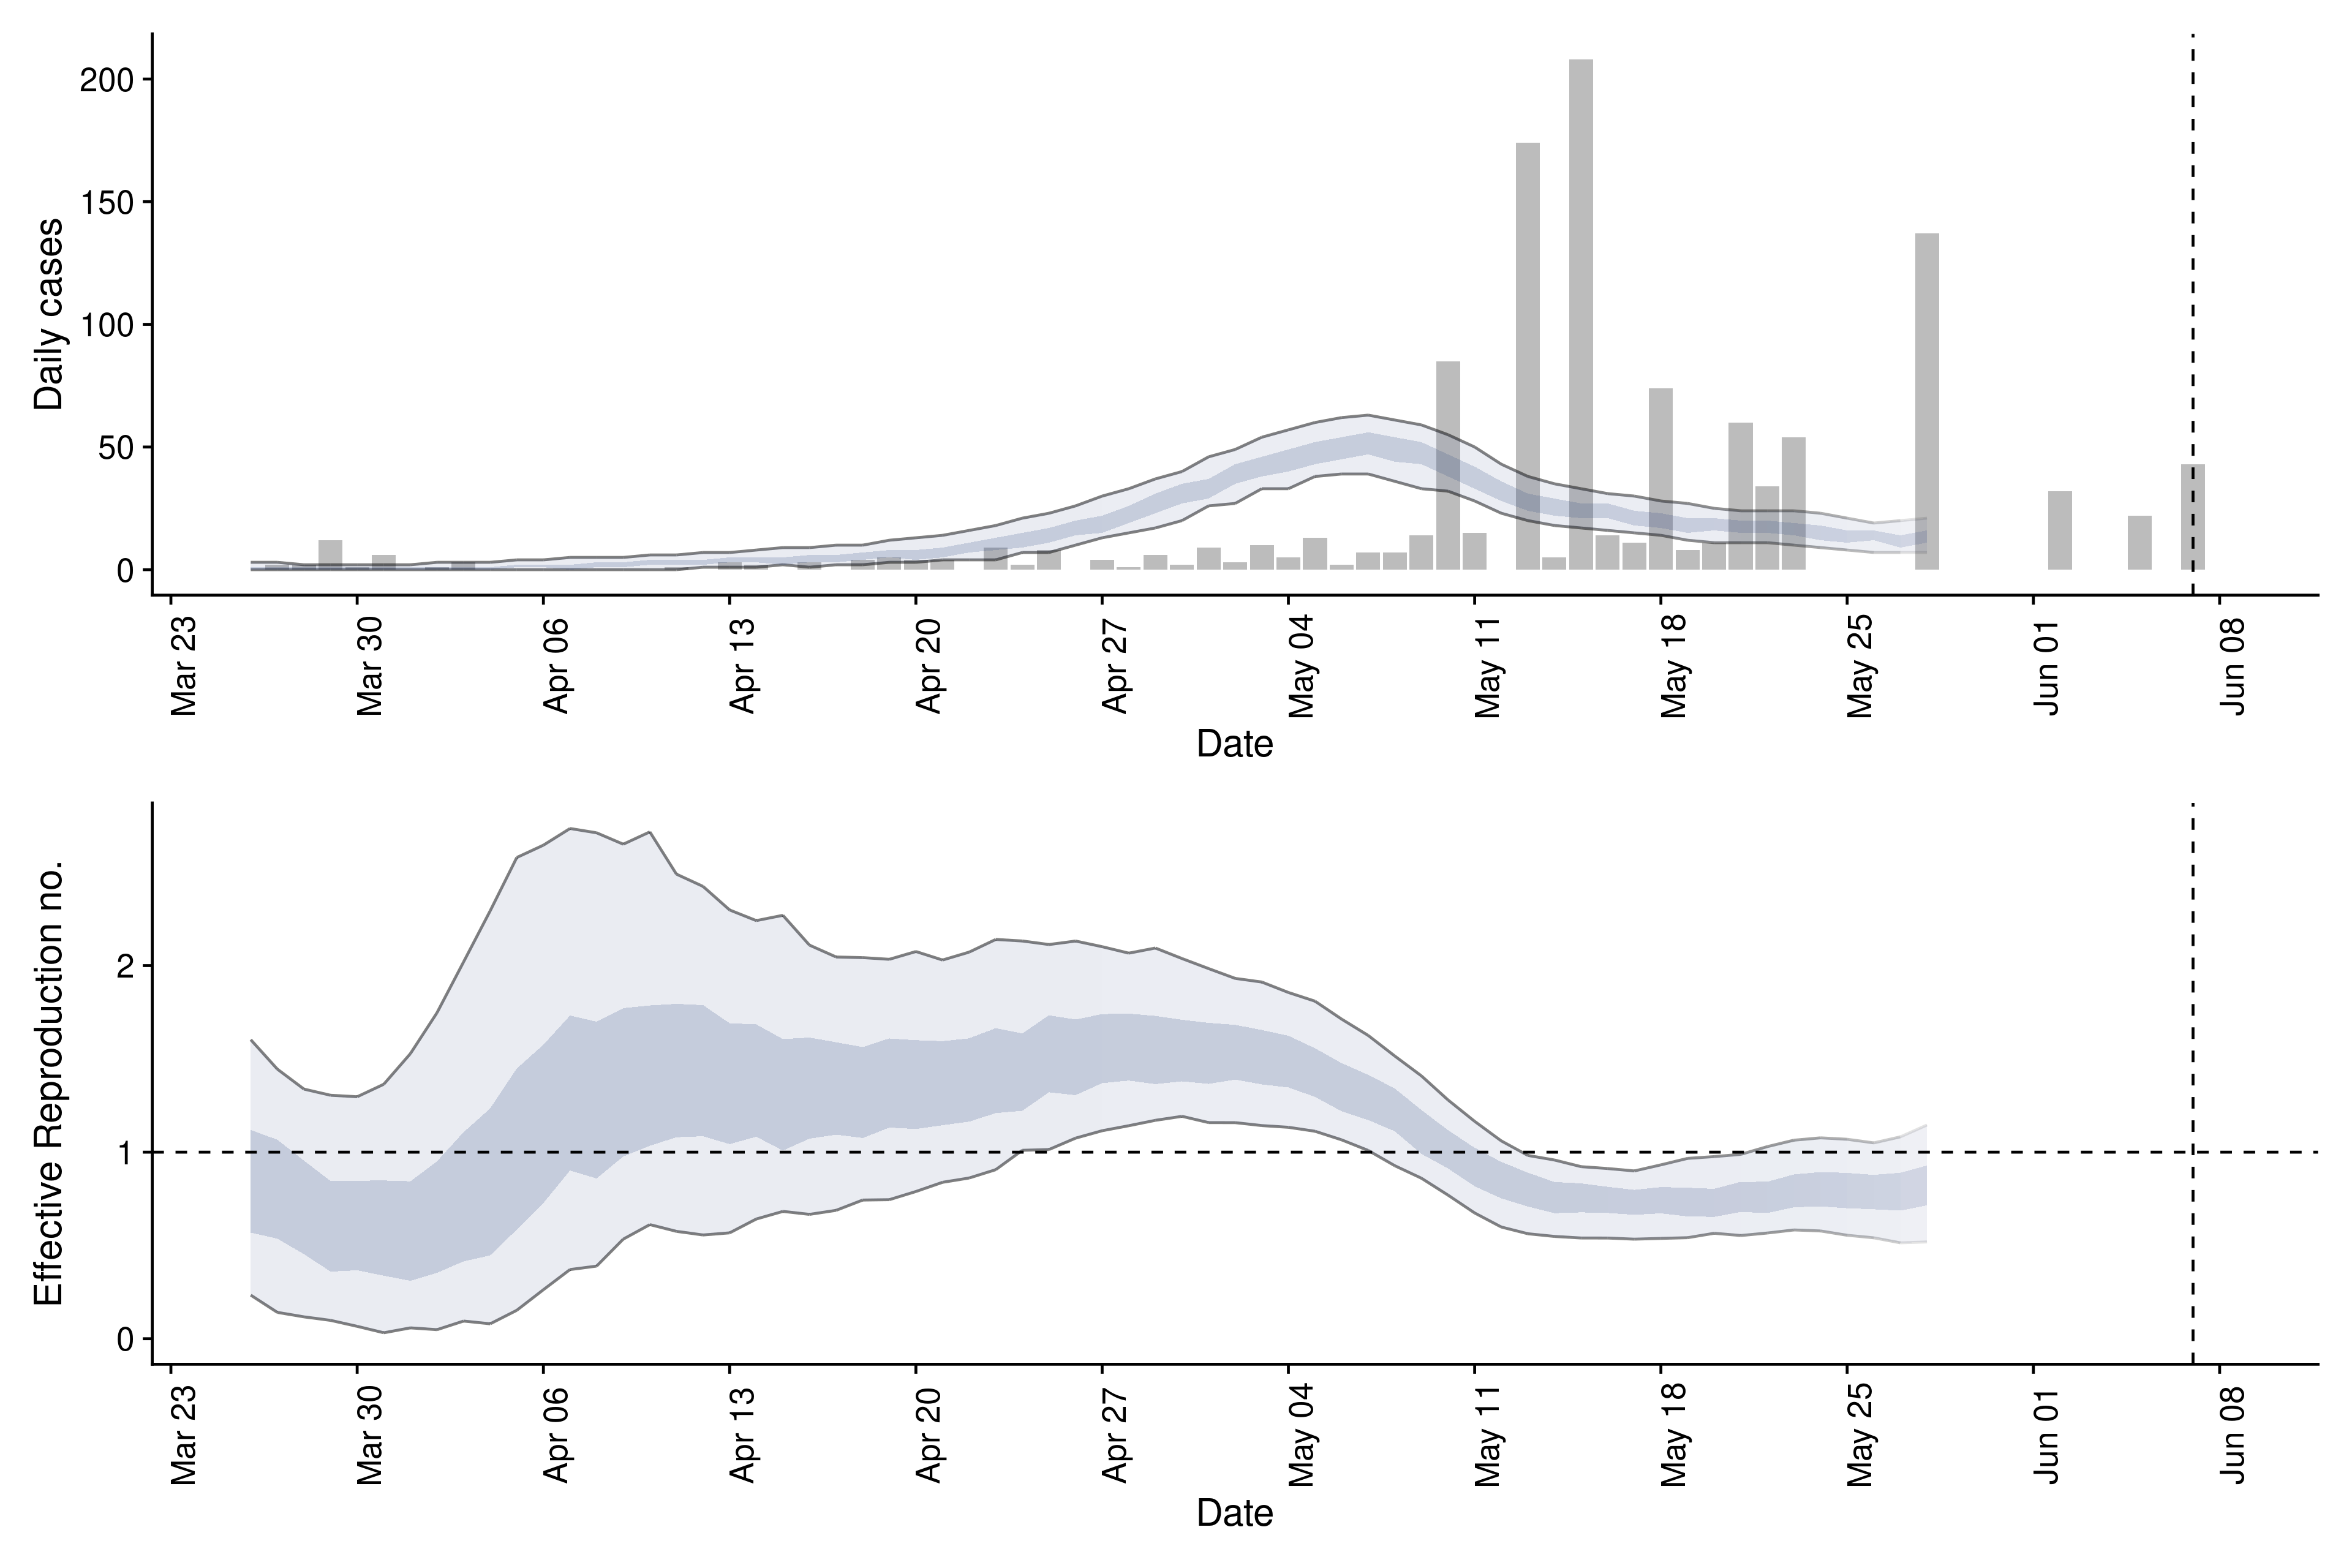 Daily cases
200
150
100
50
0
Mar 23
Mar 30
Apr 06
Apr 13
Apr 20
Apr 27
May 04
May 11
May 18
May 25
Jun 01
Jun 08
Date
Effective Reproduction no.
2
1
0
Mar 23
Mar 30
Apr 06
Apr 13
Apr 20
Apr 27
May 04
May 11
May 18
May 25
Jun 01
Jun 08
Date